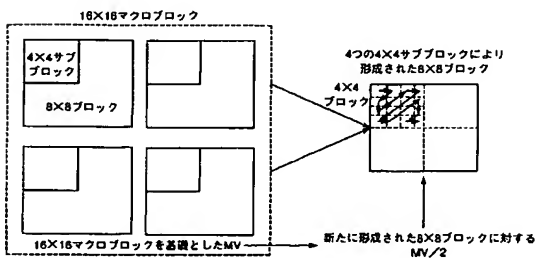 16×16マクロブロック
4×4サブ
ブロック
8×8ブロック
16×16マクロブロックを基礎としたMV
4つの4×4サブブロックにより
形成された8×8ブロック
4×4
ブロック
新たに形成された8×8ブロックに対する
MV/2